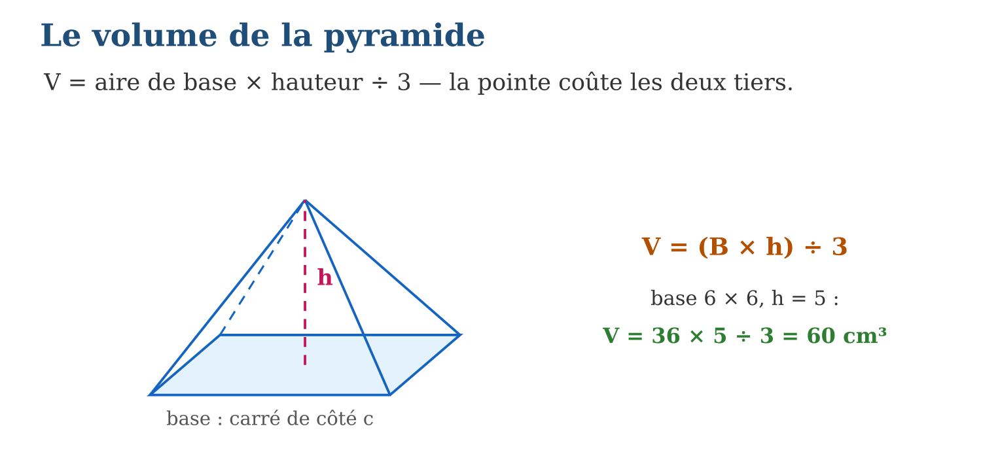 Le volume de la pyramide
V = aire de base × hauteur ÷ 3 — la pointe coûte les deux tiers.
h
base : carré de côté c
V = (B × h) ÷ 3
base 6 × 6, h = 5 :
V = 36 × 5 ÷ 3 = 60 cm³